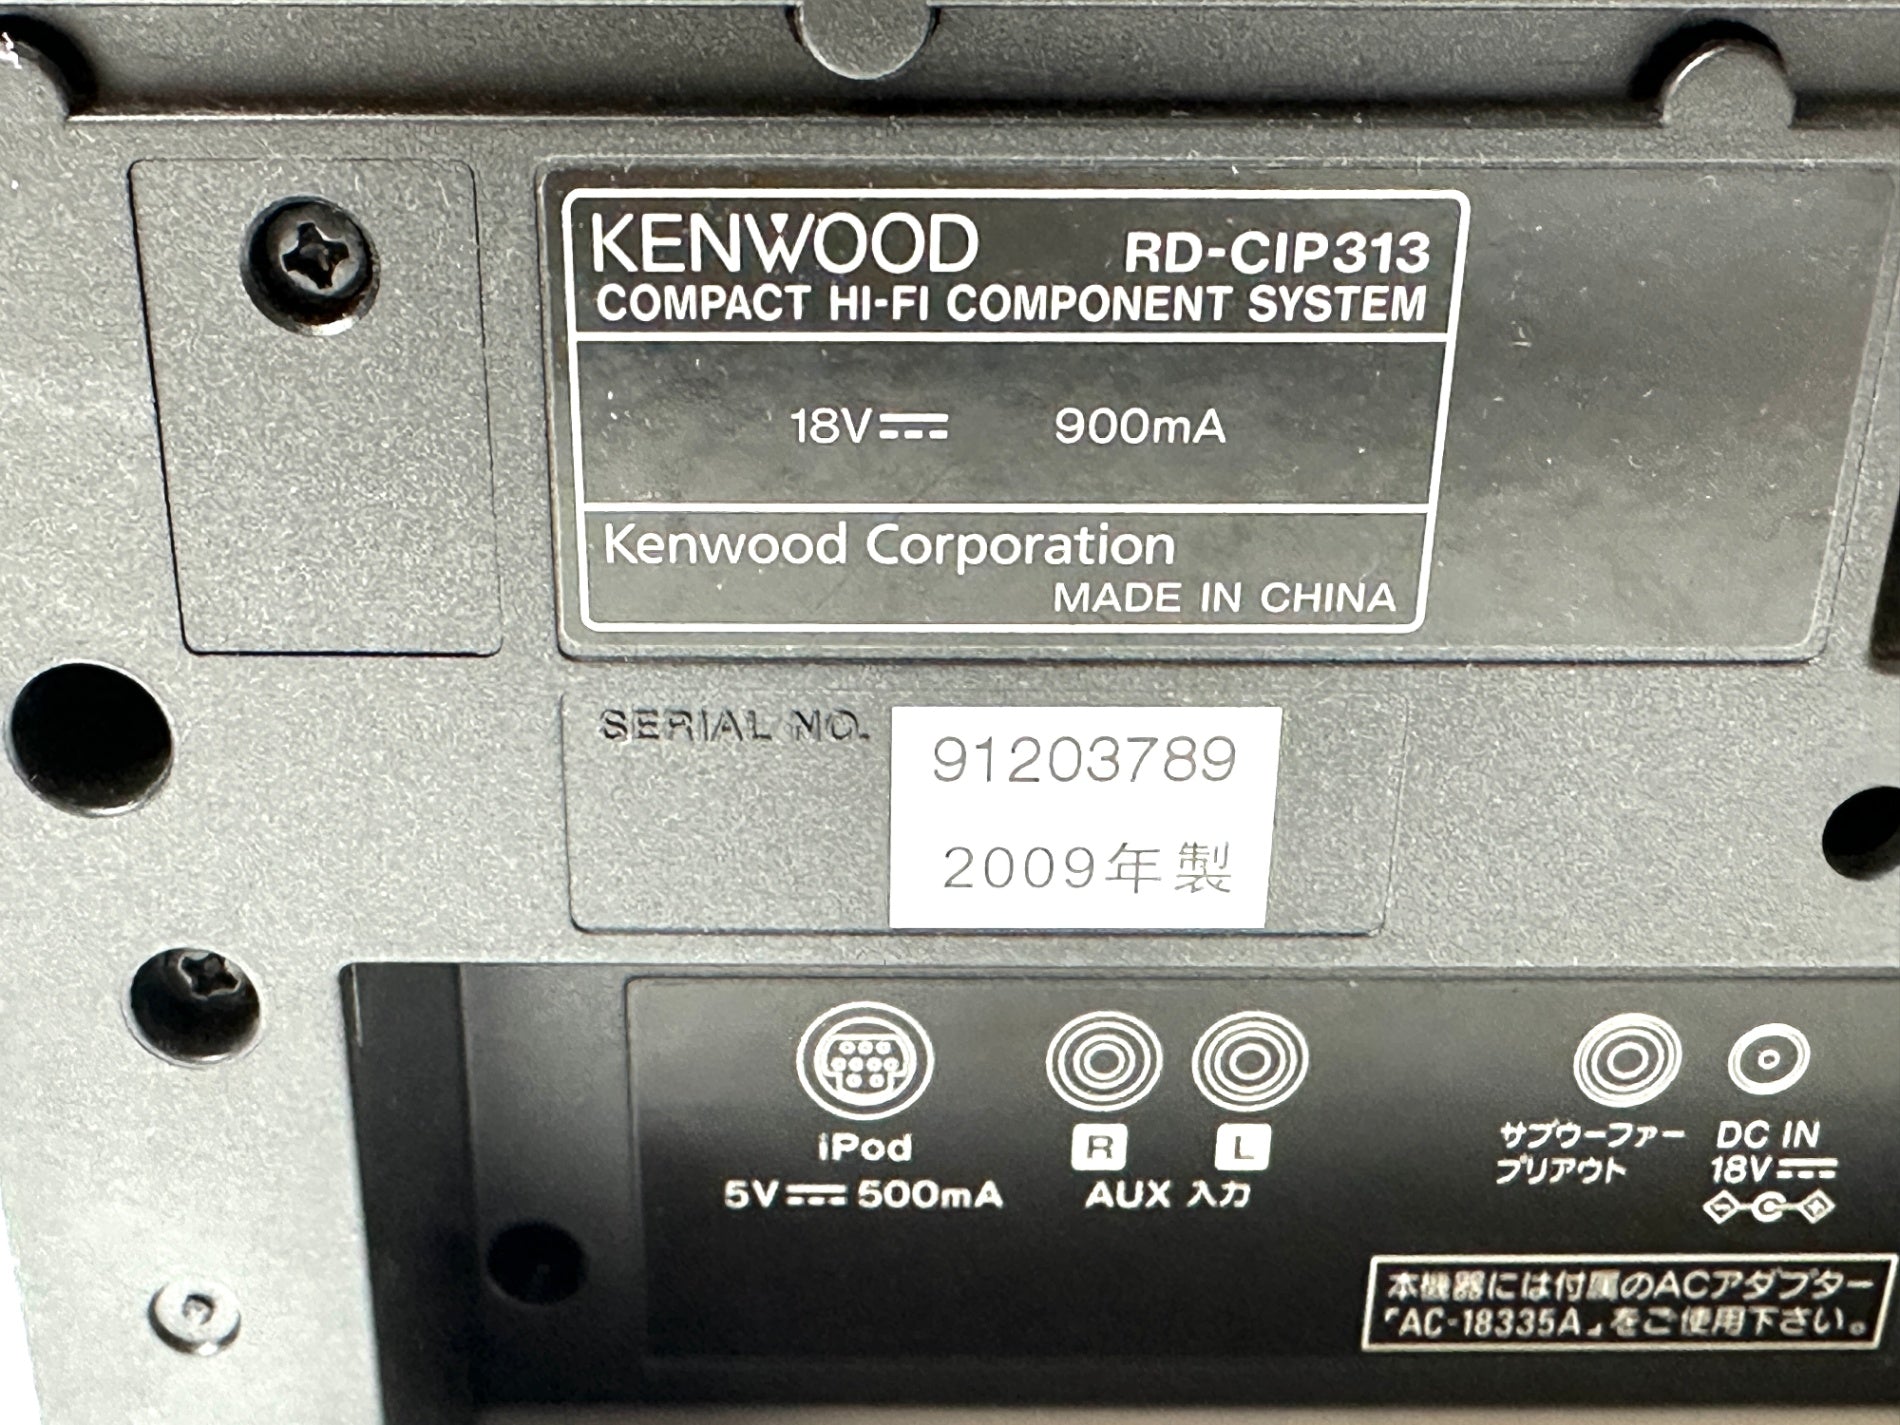 KENWOOD RD-CIP313
COMPACT HI-FI COMPONENT SYSTEM
18V 900mA
Kenwood Corporation
MADE IN CHINA
SERIAL NO. 91203789
2009年製
iPod
5V 500mA
R L
AUX 入力
サブウーファー
プリアウト
DC IN
18V
本機器には付属のACアダプター
「AC-18335A」をご使用下さい。